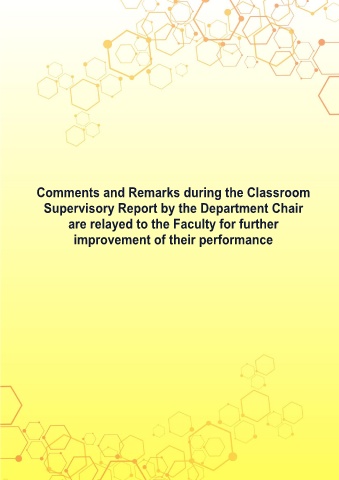 Comments and Remarks during the Classroom
Supervisory Report by the Department Chair
are relayed to the Faculty for further
improvement of their performance